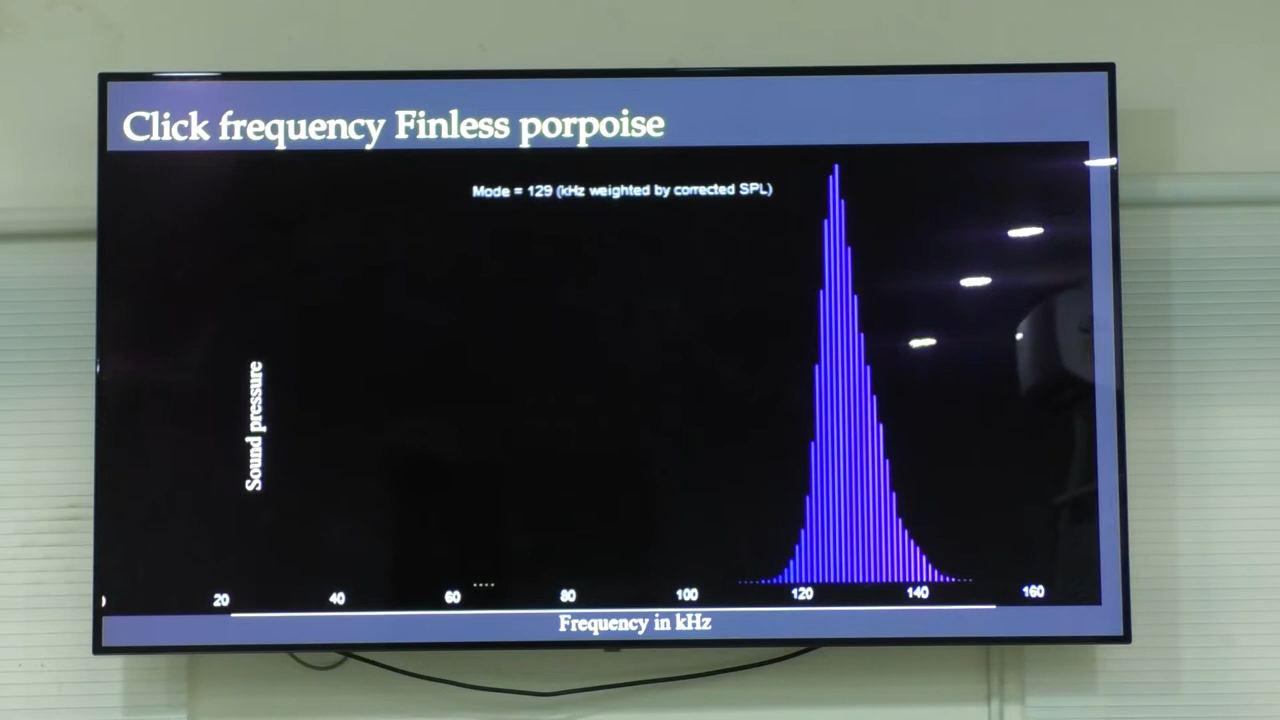 Click frequency Finless porpoise
Mode = 129 (kHz weighted by corrected SPL)
Sound pressure
20 40 60 80 100 120 140 160
Frequency in kHz